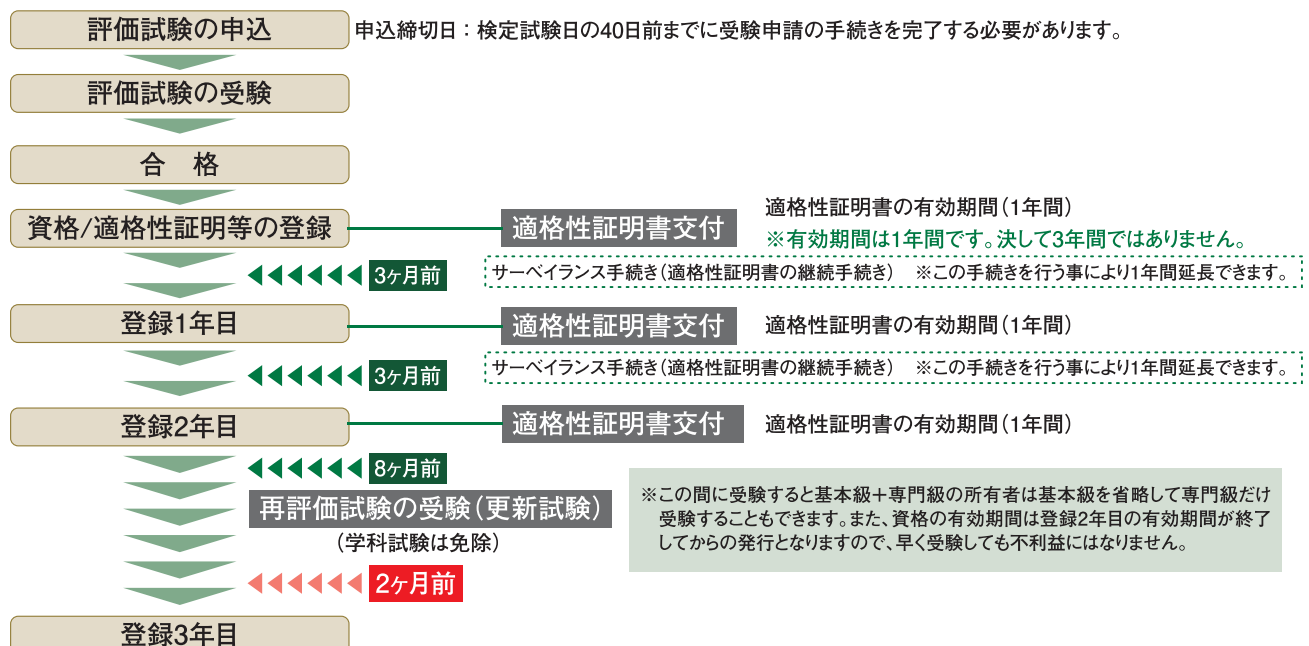 評価試験の申込
申込締切日：検定試験日の40日前までに受験申請の手続きを完了する必要があります。
評価試験の受験
合　格
資格/適格性証明等の登録
適格性証明書交付
適格性証明書の有効期間（1年間）
※有効期間は1年間です。決して3年間ではありません。
3ヶ月前
サーベイランス手続き（適格性証明書の継続手続き）　※この手続きを行う事により1年間延長できます。
登録1年目
適格性証明書交付
適格性証明書の有効期間（1年間）
3ヶ月前
サーベイランス手続き（適格性証明書の継続手続き）　※この手続きを行う事により1年間延長できます。
登録2年目
適格性証明書交付
適格性証明書の有効期間（1年間）
8ヶ月前
再評価試験の受験（更新試験）
（学科試験は免除）
※この間に受験すると基本級＋専門級の所有者は基本級を省略して専門級だけ
受験することもできます。また、資格の有効期間は登録2年目の有効期間が終了
してからの発行となりますので、早く受験しても不利益にはなりません。
2ヶ月前
登録3年目